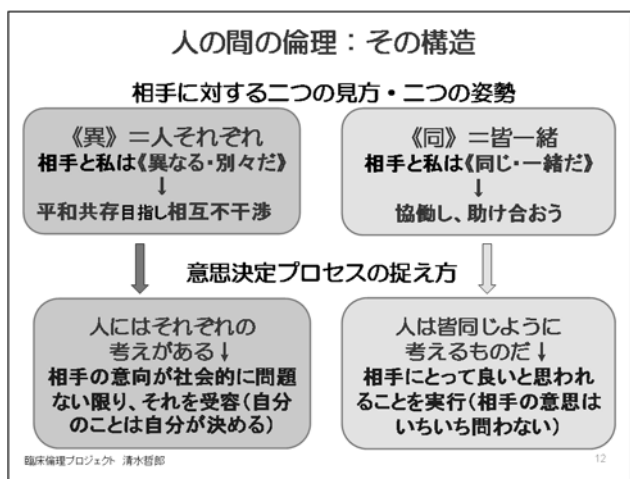 人の間の倫理：その構造
相手に対する二つの見方・二つの姿勢
《異》＝人それぞれ
相手と私は《異なる・別々だ》
↓
平和共存目指し相互不干渉
《同》＝皆一緒
相手と私は《同じ・一緒だ》
↓
協働し、助け合おう
意思決定プロセスの捉え方
人にはそれぞれの
考えがある↓
相手の意向が社会的に問題
ない限り、それを受容（自分
のことは自分が決める）
人は皆同じように
考えるものだ↓
相手にとって良いと思われ
ることを実行（相手の意思は
いちいち問わない）
臨床倫理プロジェクト 清水哲郎
12